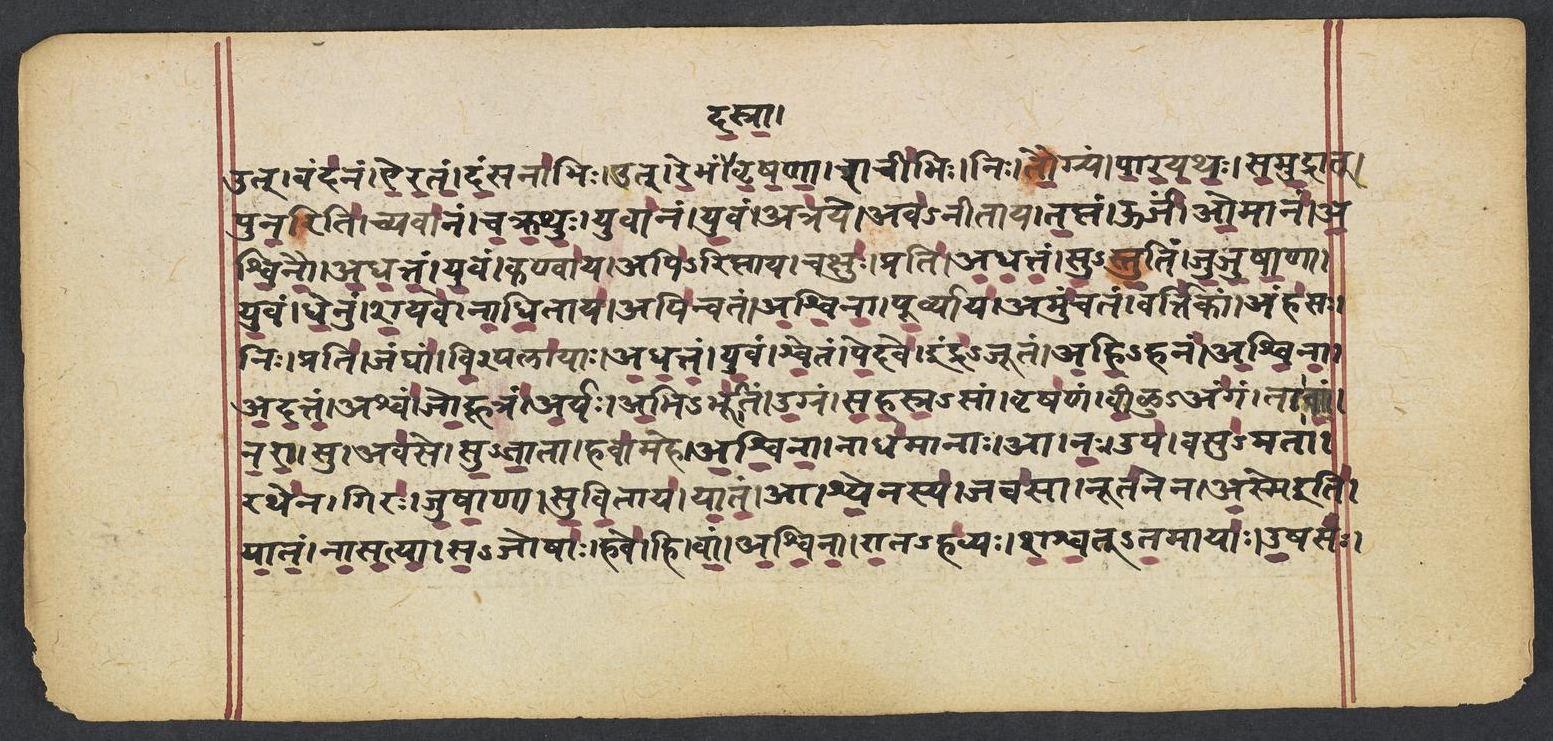 दस्रा।
उत्। वंदनं। ऐरतं। दंसनाभिः। उत्। रेभं। वृषणा। शचीभिः। निः। तौग्र्यं। पारयथः। समुद्रात्।
पुनरिति। च्यवानं। चक्रथुः। युवानं। युवं। अत्रये। अवऽनीताय। तप्तं। ऊर्जं। ओमानं। अ
श्विनौ। अधत्तं। युवं। कण्वाय। अपिऽरिप्ताय। चक्षुः। प्रति। अधत्तं। सुऽस्तुतिं। जुजुषाणा।
युवं। धेनुं। शयवे। नाधिताय। अपिन्वतं। अश्विना। पूर्व्याय। अमुंचतं। वर्तिकां। अंहसः।
निः। प्रति। जंघां। विश्पलायाः। अधत्तं। युवं। श्वेतं। पेदवे। इंद्रऽजूतं। अहिऽहनं। अश्विना।
अदत्तं। अश्वं। जोहूत्रं। अर्यः। अभिऽभूतिं। उग्रं। सहस्रऽसां। वृषणं। वीळुऽअंगं। ता। वां।
नरा। सु। अवसे। सुऽजाता। हवामहे। अश्विना। नाधमानाः। आ। नः। उप। वसुऽमता।
रथेन। गिरः। जुषाणा। सुविताय। यातं। आ। श्येनस्य। जवसा। नूतनेन। अस्मे इति।
यातं। नासत्या। सऽजोषाः। हवे। हि। वां। अश्विना। रातऽहव्यः। शश्वत्ऽतमायाः। उषसः।